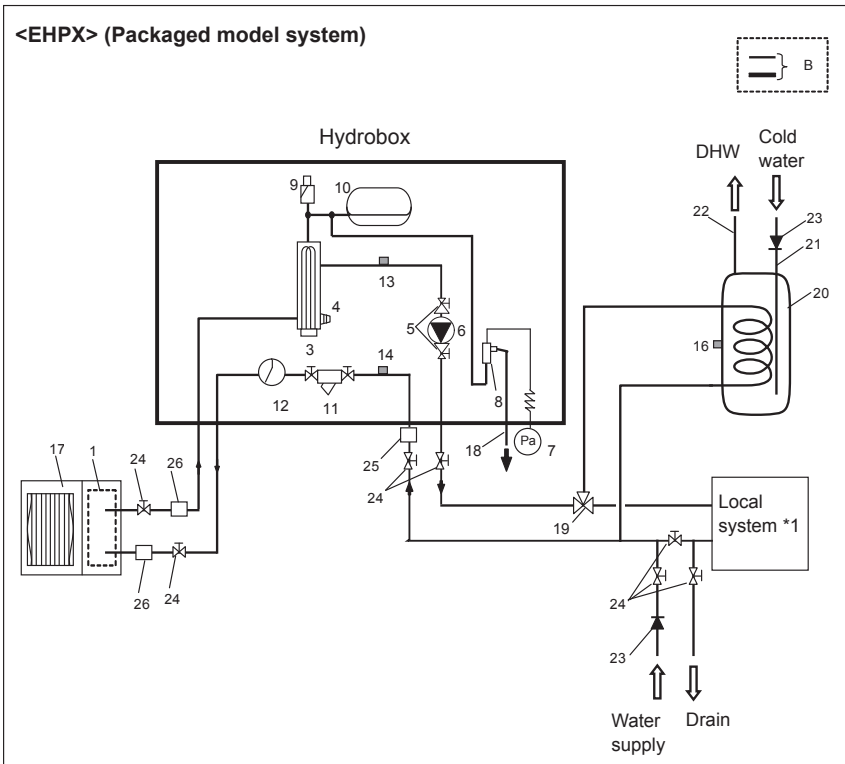 <EHPX> (Packaged model system)
B
Hydrobox
DHW
Cold
water
9
10
22
23
21
13
4
20
5
6
16
3
14
8
12
11
17
1
24
26
25
18
Pa
7
24
19
Local
system *1
26
24
24
23
Water
supply
Drain